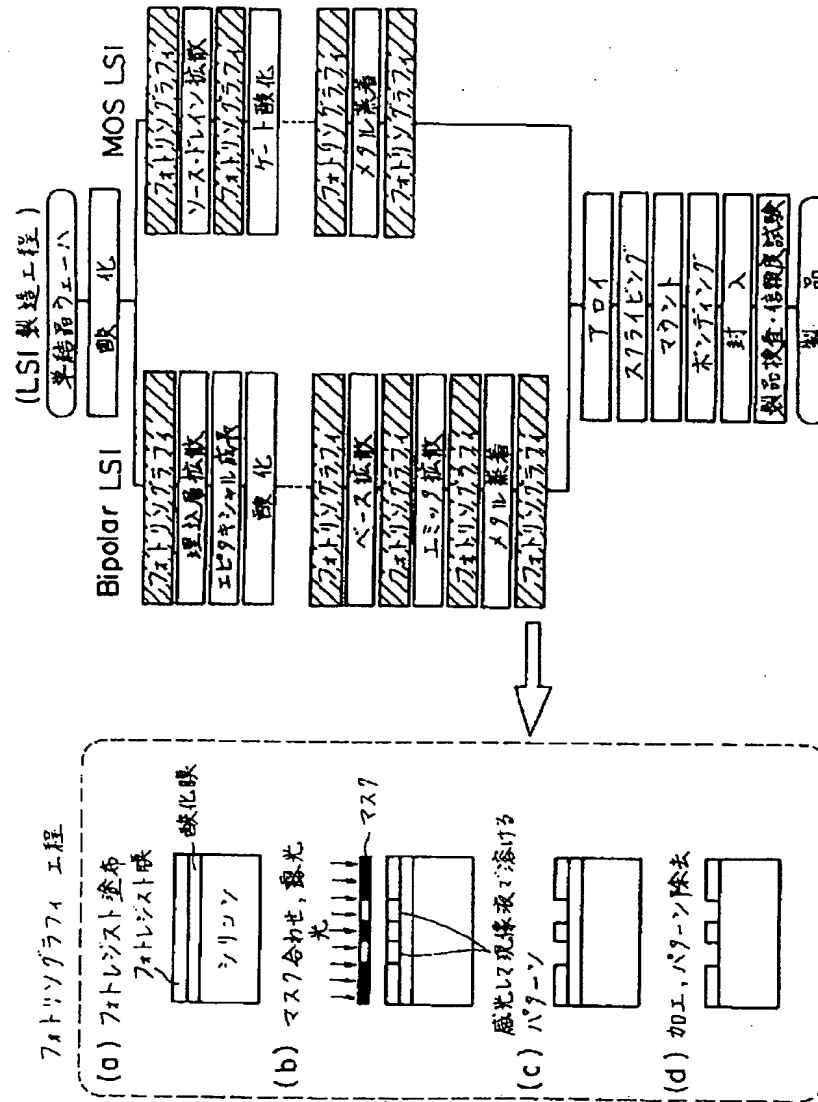 (LSI 製造工程)
単結晶ウェーハ
酸 化
Bipolar LSI
フォトリソグラフィ
埋込層拡散
エピタキシャル成長
酸 化
フォトリソグラフィ
ベース拡散
フォトリソグラフィ
エミック拡散
フォトリソグラフィ
メタル蒸着
フォトリソグラフィ
MOS LSI
フォトリソグラフィ
ソース・ドレイン拡散
フォトリソグラフィ
ゲート酸化
フォトリソグラフィ
メタル蒸着
フォトリソグラフィ
アロイ
スクライビング
マウント
ボンディング
封 入
製品検査・信頼度試験
製 品
フォトリソグラフィ 工程
(a) フォトレジスト塗布
フォトレジスト膜
酸化膜
シリコン
(b) マスク合わせ, 露光
光
マスク
感光して現像液で溶ける
パターン
(c)
(d) 加工, パターン除去